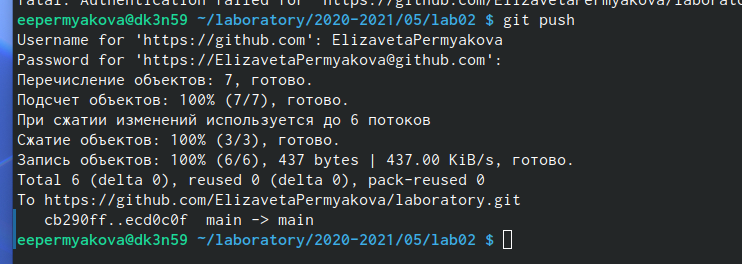 fatal: Authentication failed for 'https://github.com/ElizavetaPermyakova/laborato
eepermyakova@dk3n59 ~/laboratory/2020-2021/05/lab02 $ git push
Username for 'https://github.com': ElizavetaPermyakova
Password for 'https://ElizavetaPermyakova@github.com':
Перечисление объектов: 7, готово.
Подсчет объектов: 100% (7/7), готово.
При сжатии изменений используется до 6 потоков
Сжатие объектов: 100% (3/3), готово.
Запись объектов: 100% (6/6), 437 bytes | 437.00 KiB/s, готово.
Total 6 (delta 0), reused 0 (delta 0), pack-reused 0
To https://github.com/ElizavetaPermyakova/laboratory.git
   cb290ff..ecd0c0f  main -> main
eepermyakova@dk3n59 ~/laboratory/2020-2021/05/lab02 $